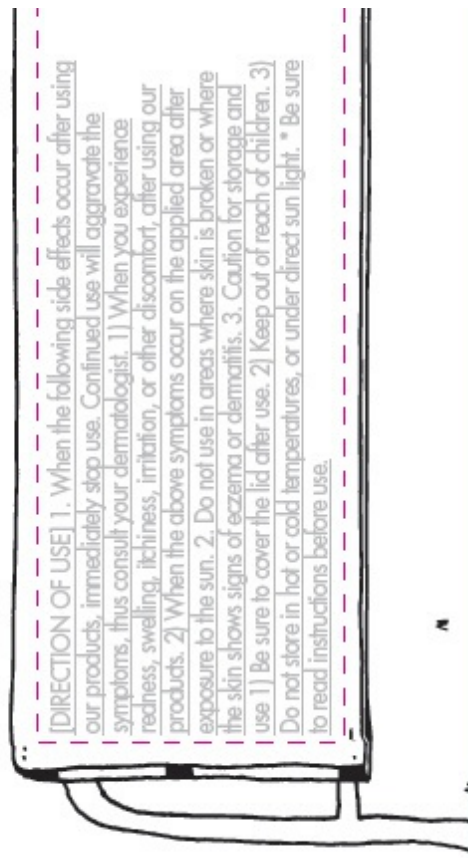 [DIRECTION OF USE] 1. When the following side effects occur after using
our products, immediately stop use. Continued use will aggravate the
symptoms, thus consult your dermatologist. 1) When you experience
redness, swelling, itchiness, irritation, or other discomfort, after using our
products. 2) When the above symptoms occur on the applied area after
exposure to the sun. 2. Do not use in areas where skin is broken or where
the skin shows signs of eczema or dermatitis. 3. Caution for storage and
use 1) Be sure to cover the lid after use. 2) Keep out of reach of children. 3)
Do not store in hot or cold temperatures, or under direct sun light. * Be sure
to read instructions before use.